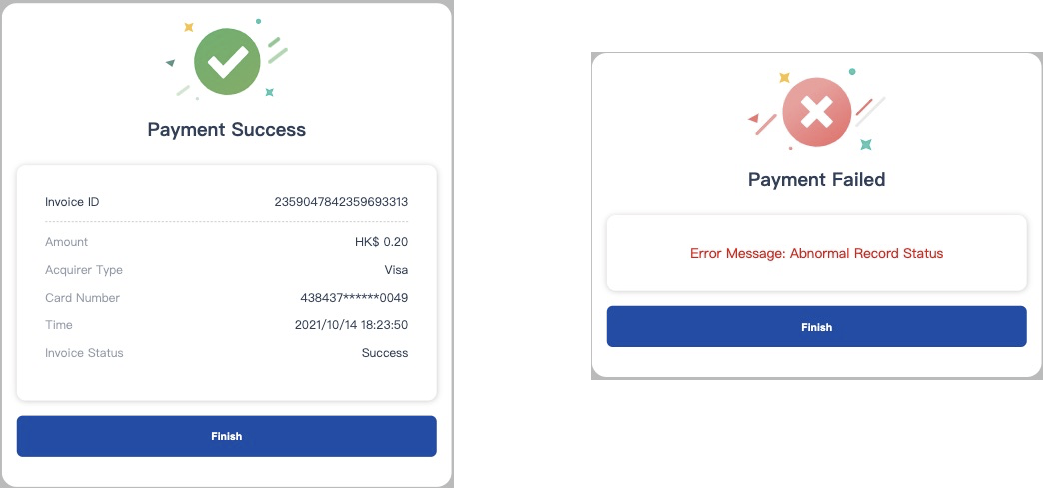 Payment Success
Invoice ID 2359047842359693313
Amount HK$ 0.20
Acquirer Type Visa
Card Number 438437******0049
Time 2021/10/14 18:23:50
Invoice Status Success
Finish
Payment Failed
Error Message: Abnormal Record Status
Finish